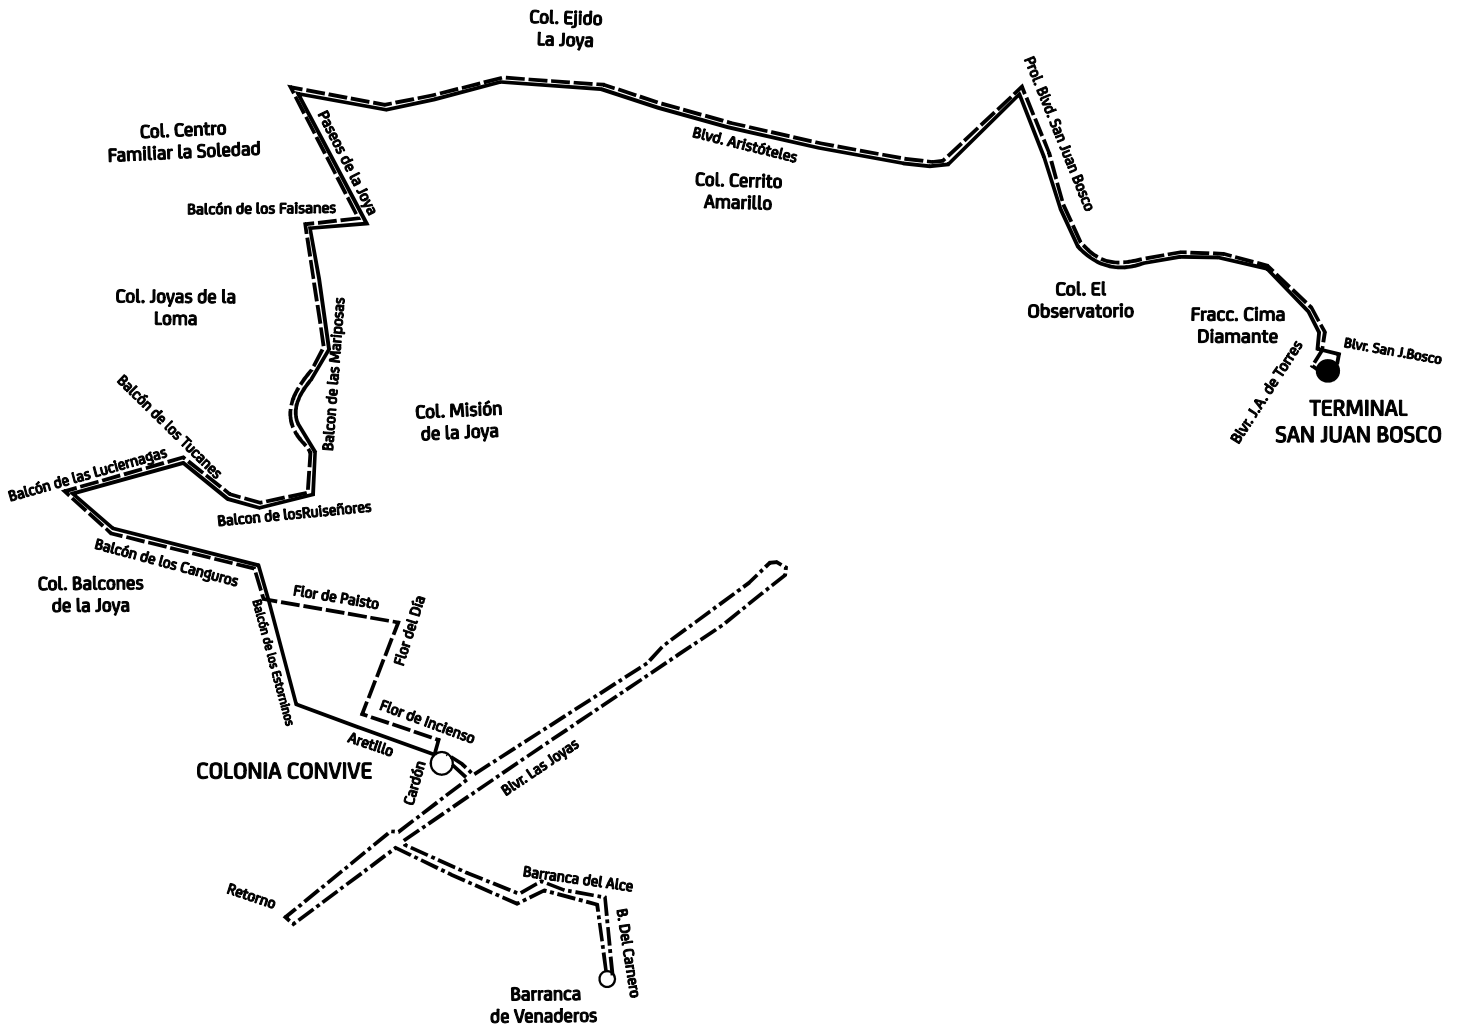 Col. Ejido
La Joya
Prol. Blvd. San Juan Bosco
Col. Centro
Familiar la Soledad
Paseos de la Joya
Blvd. Aristóteles
Col. Cerrito
Amarillo
Balcón de los Faisanes
Col. Joyas de la
Loma
Balcon de las Mariposas
Col. El
Observatorio
Fracc. Cima
Diamante
Blvr. San J.Bosco
Blvr. J.A. de Torres
TERMINAL
SAN JUAN BOSCO
Col. Misión
de la Joya
Balcón de los Tucanes
Balcón de las Luciernagas
Balcon de losRuiseñores
Balcón de los Canguros
Col. Balcones
de la Joya
Flor de Paisto
Flor del Día
Balcón de los Estorninos
Flor de Incienso
Aretillo
COLONIA CONVIVE
Cardón
Blvr. Las Joyas
Retorno
Barranca del Alce
B. Del Carnero
Barranca
de Venaderos